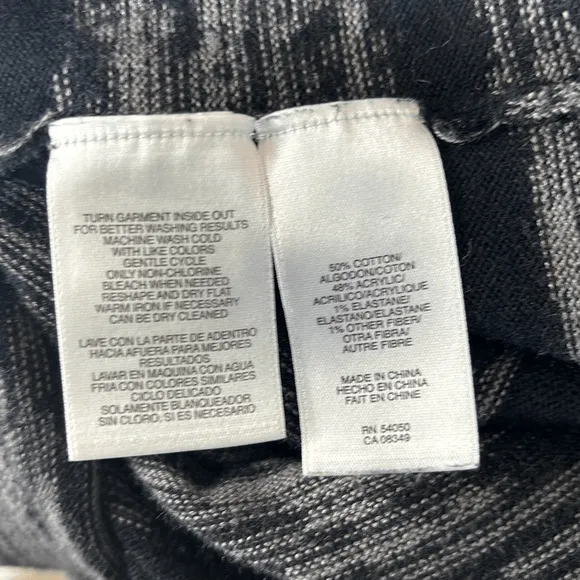 TURN GARMENT INSIDE OUT
FOR BETTER WASHING RESULTS
MACHINE WASH COLD
WITH LIKE COLORS
GENTLE CYCLE
ONLY NON-CHLORINE
BLEACH WHEN NEEDED
RESHAPE AND DRY FLAT
WARM IRON IF NECESSARY
CAN BE DRY CLEANED
LAVE CON LA PARTE DE ADENTRO
HACIA AFUERA PARA MEJORES
RESULTADOS
LAVAR EN MAQUINA CON AGUA
FRIA CON COLORES SIMILARES
CICLO DELICADO
SOLAMENTE BLANQUEADOR
SIN CLORO, SI ES NECESARIO
50% COTTON/
ALGODON/COTON
48% ACRYLIC/
ACRILICO/ACRYLIQUE
1% ELASTANE/
ELASTANO/ELASTANE
1% OTHER FIBER/
OTRA FIBRA/
AUTRE FIBRE
MADE IN CHINA
HECHO EN CHINA
FAIT EN CHINE
RN 54050
CA 08349